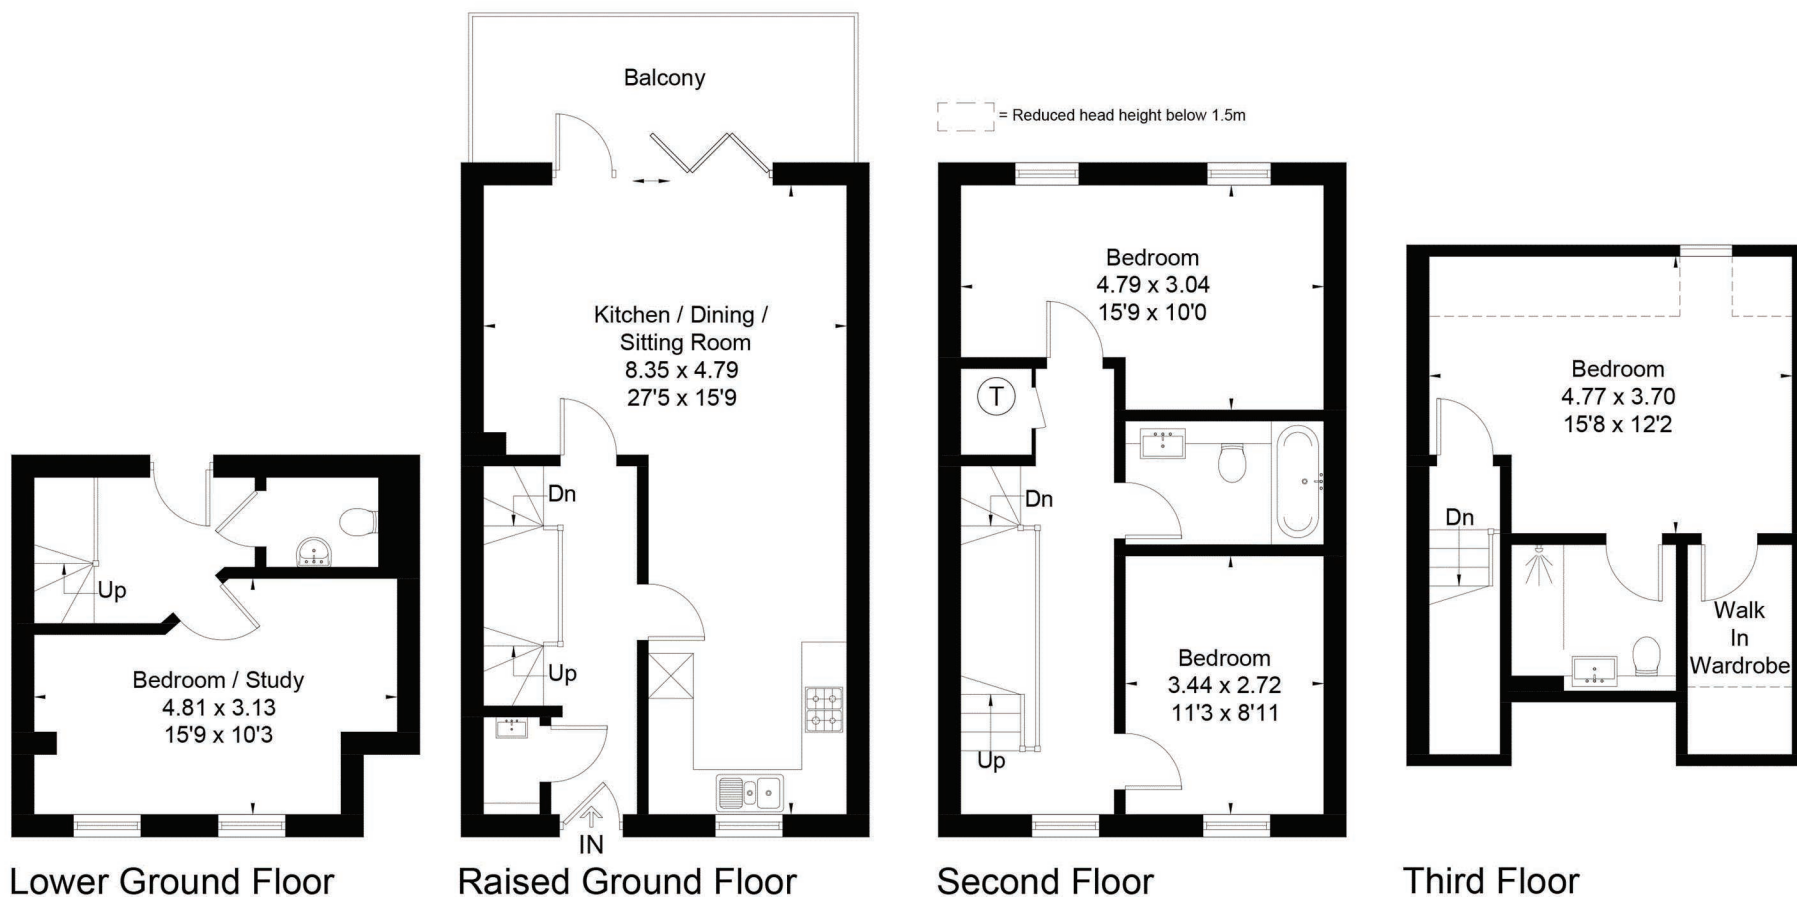 Balcony
= Reduced head height below 1.5m
Kitchen / Dining /
Sitting Room
8.35 x 4.79
27'5 x 15'9
Dn
Up
IN
Up
Bedroom / Study
4.81 x 3.13
15'9 x 10'3
Bedroom
4.79 x 3.04
15'9 x 10'0
T
Dn
Up
Bedroom
3.44 x 2.72
11'3 x 8'11
Bedroom
4.77 x 3.70
15'8 x 12'2
Dn
Walk
In
Wardrobe
Lower Ground Floor
Raised Ground Floor
Second Floor
Third Floor